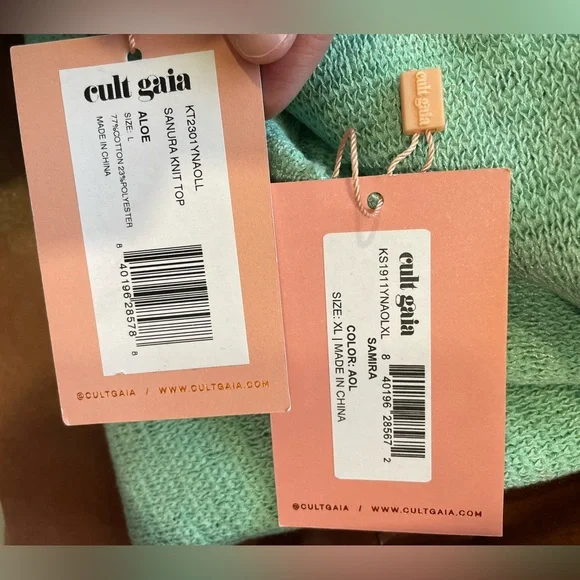 cult gaia
KT2301YNAOLL
SANURA KNIT TOP
ALOE
SIZE: L
77%COTTON 23%POLYESTER
MADE IN CHINA
8 40196 28578 8
@CULTGAIA / WWW.CULTGAIA.COM
cult gaia
cult gaia
KS1911YNAOLXL
SAMIRA
8 40196 28567 2
COLOR: AOL
SIZE: XL | MADE IN CHINA
@CULTGAIA / WWW.CULTGAIA.COM